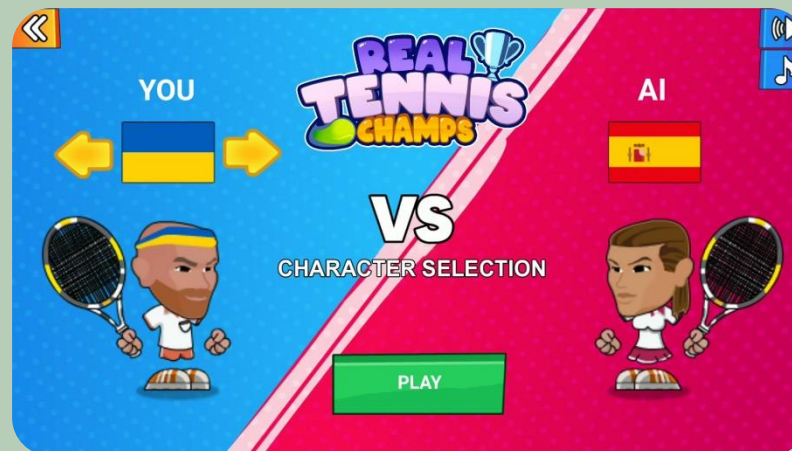 YOU
REAL
TENNIS
CHAMPS
AI
VS
CHARACTER SELECTION
PLAY